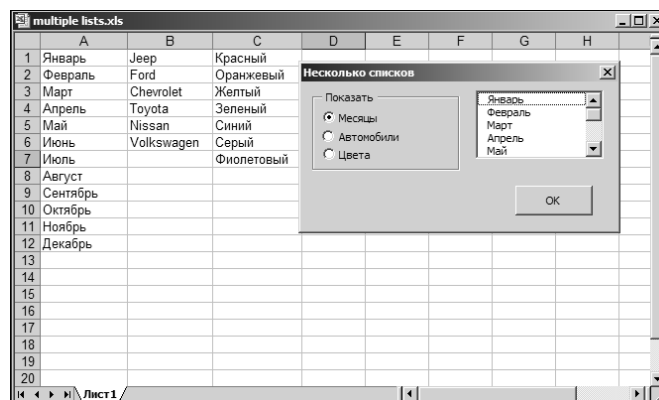 multiple lists.xls
A B C D E F G H
1 Январь Jeep Красный
2 Февраль Ford Оранжевый
3 Март Chevrolet Желтый
4 Апрель Toyota Зеленый
5 Май Nissan Синий
6 Июнь Volkswagen Серый
7 Июль Фиолетовый
8 Август
9 Сентябрь
10 Октябрь
11 Ноябрь
12 Декабрь
13
14
15
16
17
18
19
20
Лист1
Несколько списков
Показать
Месяцы
Автомобили
Цвета
Январь
Февраль
Март
Апрель
Май
OK